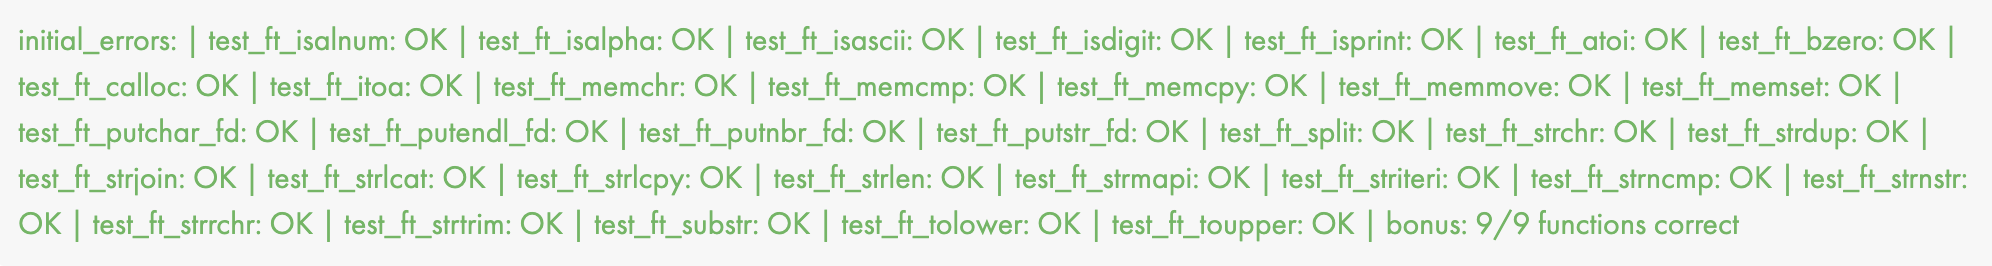 initial_errors: | test_ft_isalnum: OK | test_ft_isalpha: OK | test_ft_isascii: OK | test_ft_isdigit: OK | test_ft_isprint: OK | test_ft_atoi: OK | test_ft_bzero: OK |
test_ft_calloc: OK | test_ft_itoa: OK | test_ft_memchr: OK | test_ft_memcmp: OK | test_ft_memcpy: OK | test_ft_memmove: OK | test_ft_memset: OK |
test_ft_putchar_fd: OK | test_ft_putendl_fd: OK | test_ft_putnbr_fd: OK | test_ft_putstr_fd: OK | test_ft_split: OK | test_ft_strchr: OK | test_ft_strdup: OK |
test_ft_strjoin: OK | test_ft_strlcat: OK | test_ft_strlcpy: OK | test_ft_strlen: OK | test_ft_strmapi: OK | test_ft_striteri: OK | test_ft_strncmp: OK | test_ft_strnstr:
OK | test_ft_strrchr: OK | test_ft_strtrim: OK | test_ft_substr: OK | test_ft_tolower: OK | test_ft_toupper: OK | bonus: 9/9 functions correct